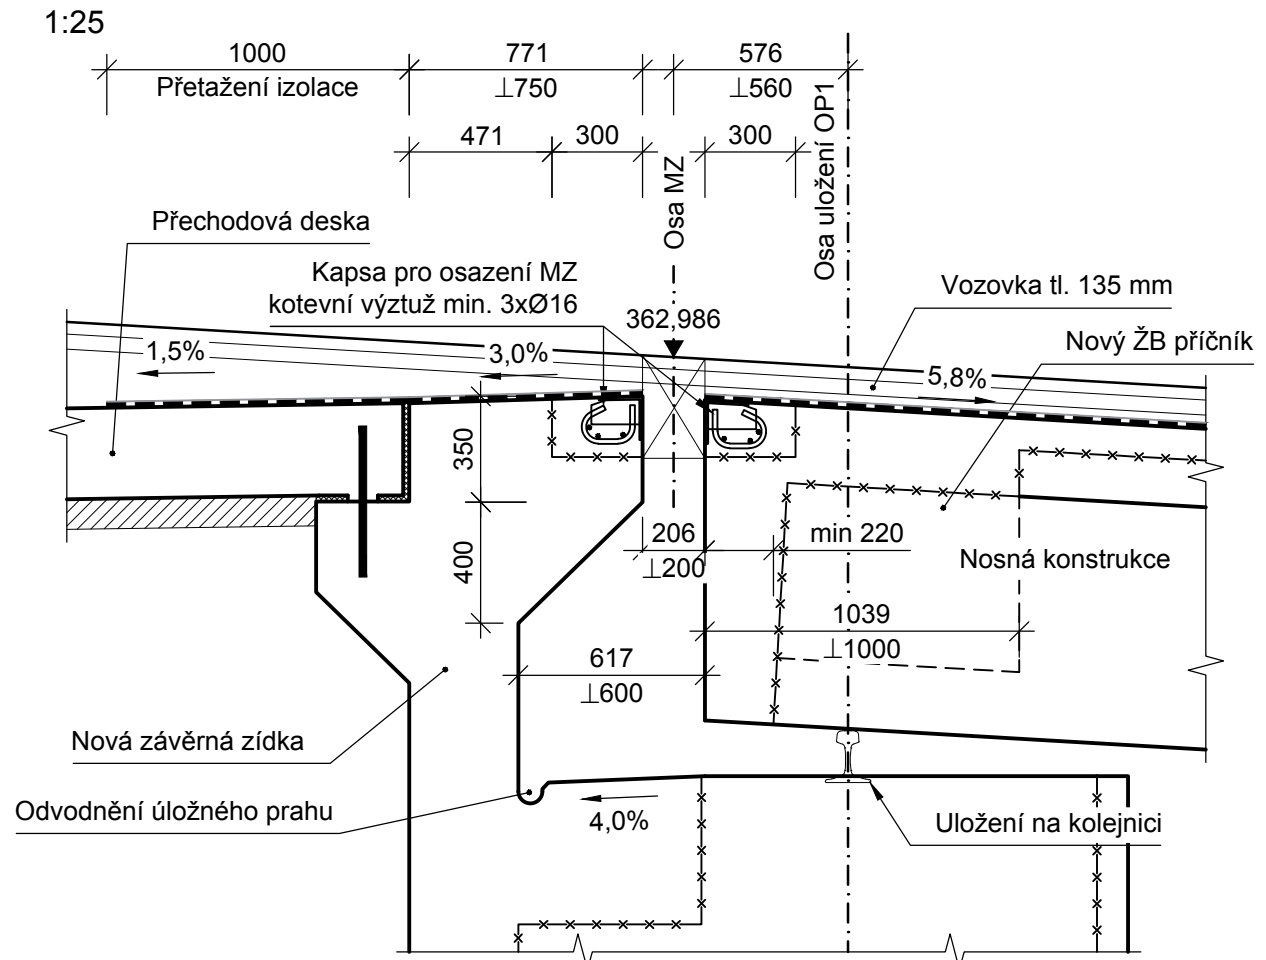 1:25
1000
771
576
Přetažení izolace
⊥750
⊥560
471
300
300
Osa MZ
Osa uložení OP1
Přechodová deska
Kapsa pro osazení MZ
kotevní výztuž min. 3xØ16
362,986
Vozovka tl. 135 mm
Nový ŽB příčník
1,5%
3,0%
5,8%
350
400
206
⊥200
min 220
Nosná konstrukce
1039
⊥1000
617
⊥600
Nová závěrná zídka
Odvodnění úložného prahu
4,0%
Uložení na kolejnici